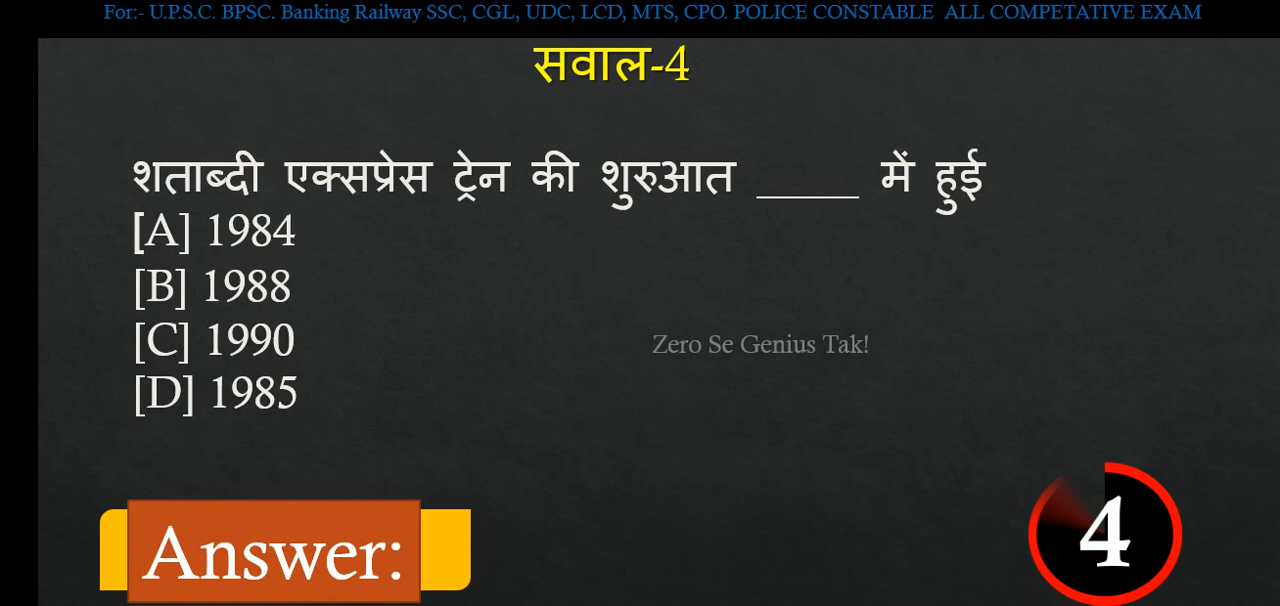 For:- U.P.S.C. BPSC. Banking Railway SSC, CGL, UDC, LCD, MTS, CPO. POLICE CONSTABLE ALL COMPETATIVE EXAM
सवाल-4
शताब्दी एक्सप्रेस ट्रेन की शुरुआत _____ में हुई
[A] 1984
[B] 1988
[C] 1990
Zero Se Genius Tak!
[D] 1985
Answer:
4